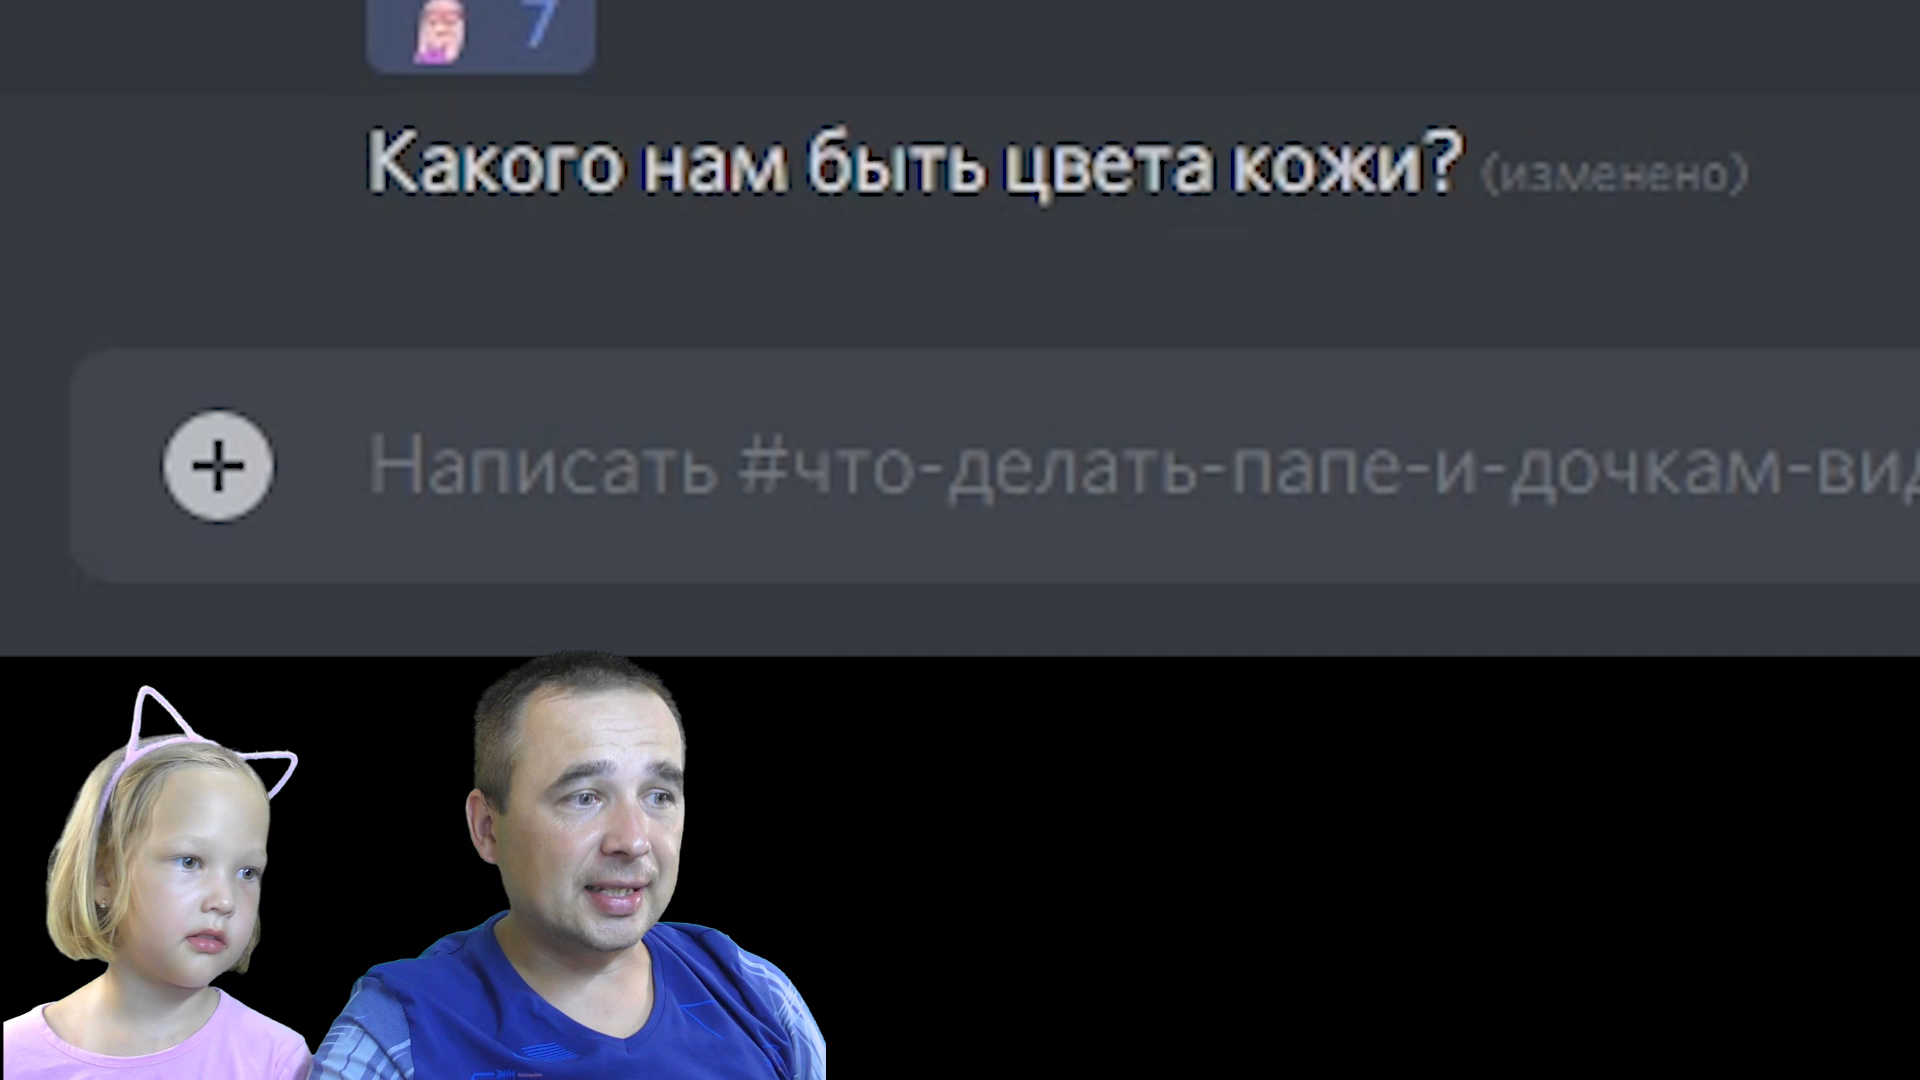 7
Какого нам быть цвета кожи? (изменено)
Написать #что-делать-папе-и-дочкам-вид